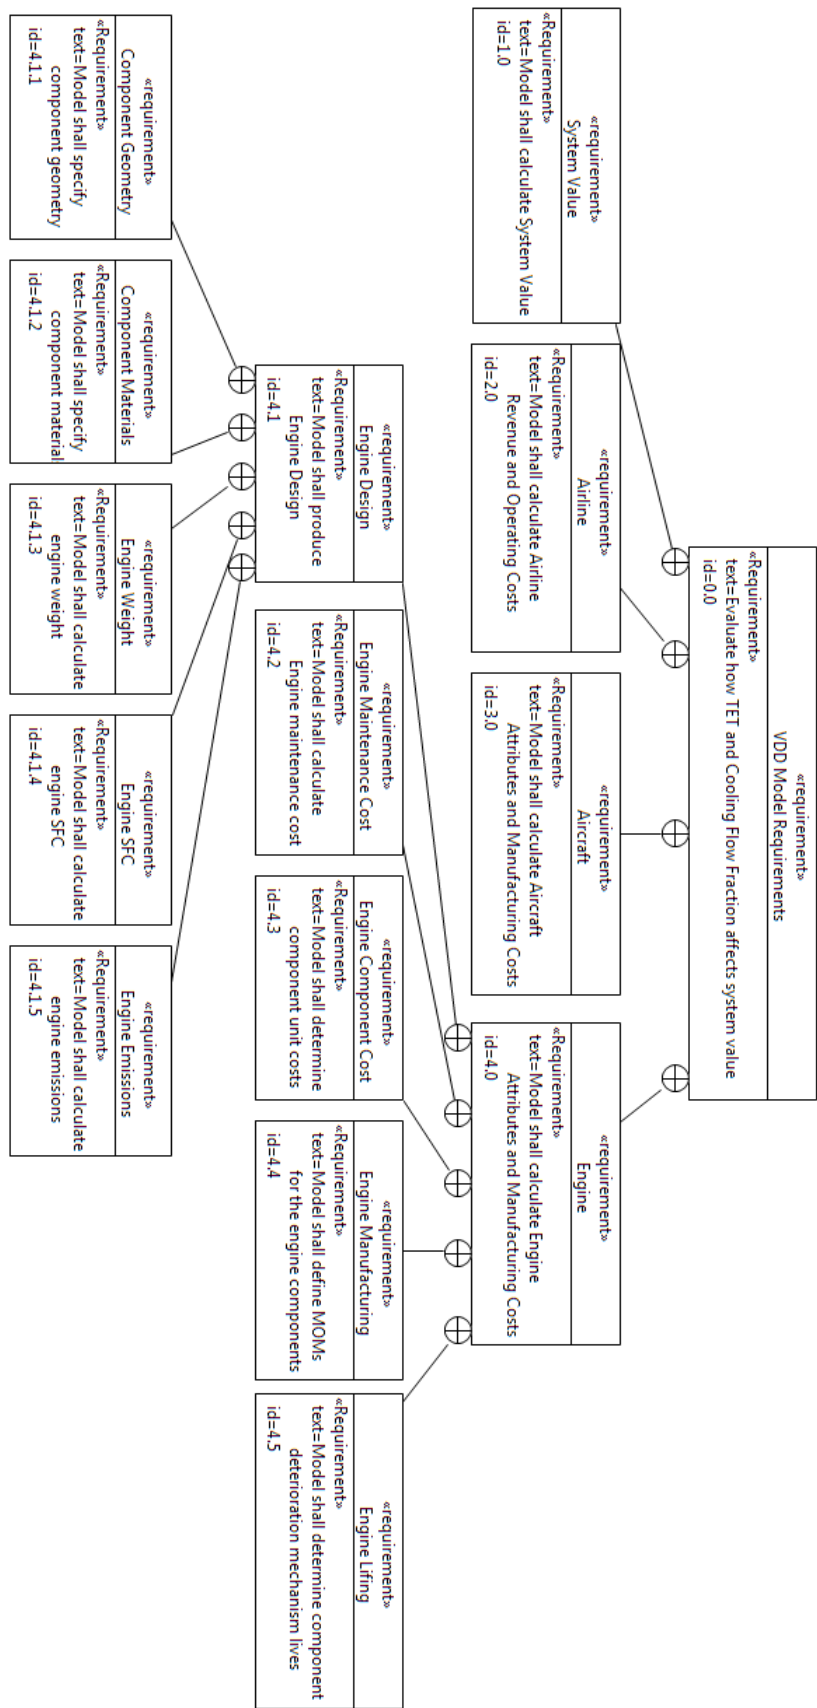 «requirement»
VDD Model Requirements
«Requirement»
text=Evaluate how TET and Cooling Flow Fraction affects system value
id=0.0
«requirement»
System Value
«Requirement»
text=Model shall calculate System Value
id=1.0
«requirement»
Airline
«Requirement»
text=Model shall calculate Airline
Revenue and Operating Costs
id=2.0
«requirement»
Aircraft
«Requirement»
text=Model shall calculate Aircraft
Attributes and Manufacturing Costs
id=3.0
«requirement»
Engine
«Requirement»
text=Model shall calculate Engine
Attributes and Manufacturing Costs
id=4.0
«requirement»
Engine Design
«Requirement»
text=Model shall produce
Engine Design
id=4.1
«requirement»
Engine Maintenance Cost
«Requirement»
text=Model shall calculate
Engine maintenance cost
id=4.2
«requirement»
Engine Component Cost
«Requirement»
text=Model shall determine
component unit costs
id=4.3
«requirement»
Engine Manufacturing
«Requirement»
text=Model shall define MOMs
for the engine components
id=4.4
«requirement»
Engine Lifing
«Requirement»
text=Model shall determine component
deterioration mechanism lives
id=4.5
«requirement»
Component Geometry
«Requirement»
text=Model shall specify
component geometry
id=4.1.1
«requirement»
Component Materials
«Requirement»
text=Model shall specify
component material
id=4.1.2
«requirement»
Engine Weight
«Requirement»
text=Model shall calculate
engine weight
id=4.1.3
«requirement»
Engine SFC
«Requirement»
text=Model shall calculate
engine SFC
id=4.1.4
«requirement»
Engine Emissions
«Requirement»
text=Model shall calculate
engine emissions
id=4.1.5